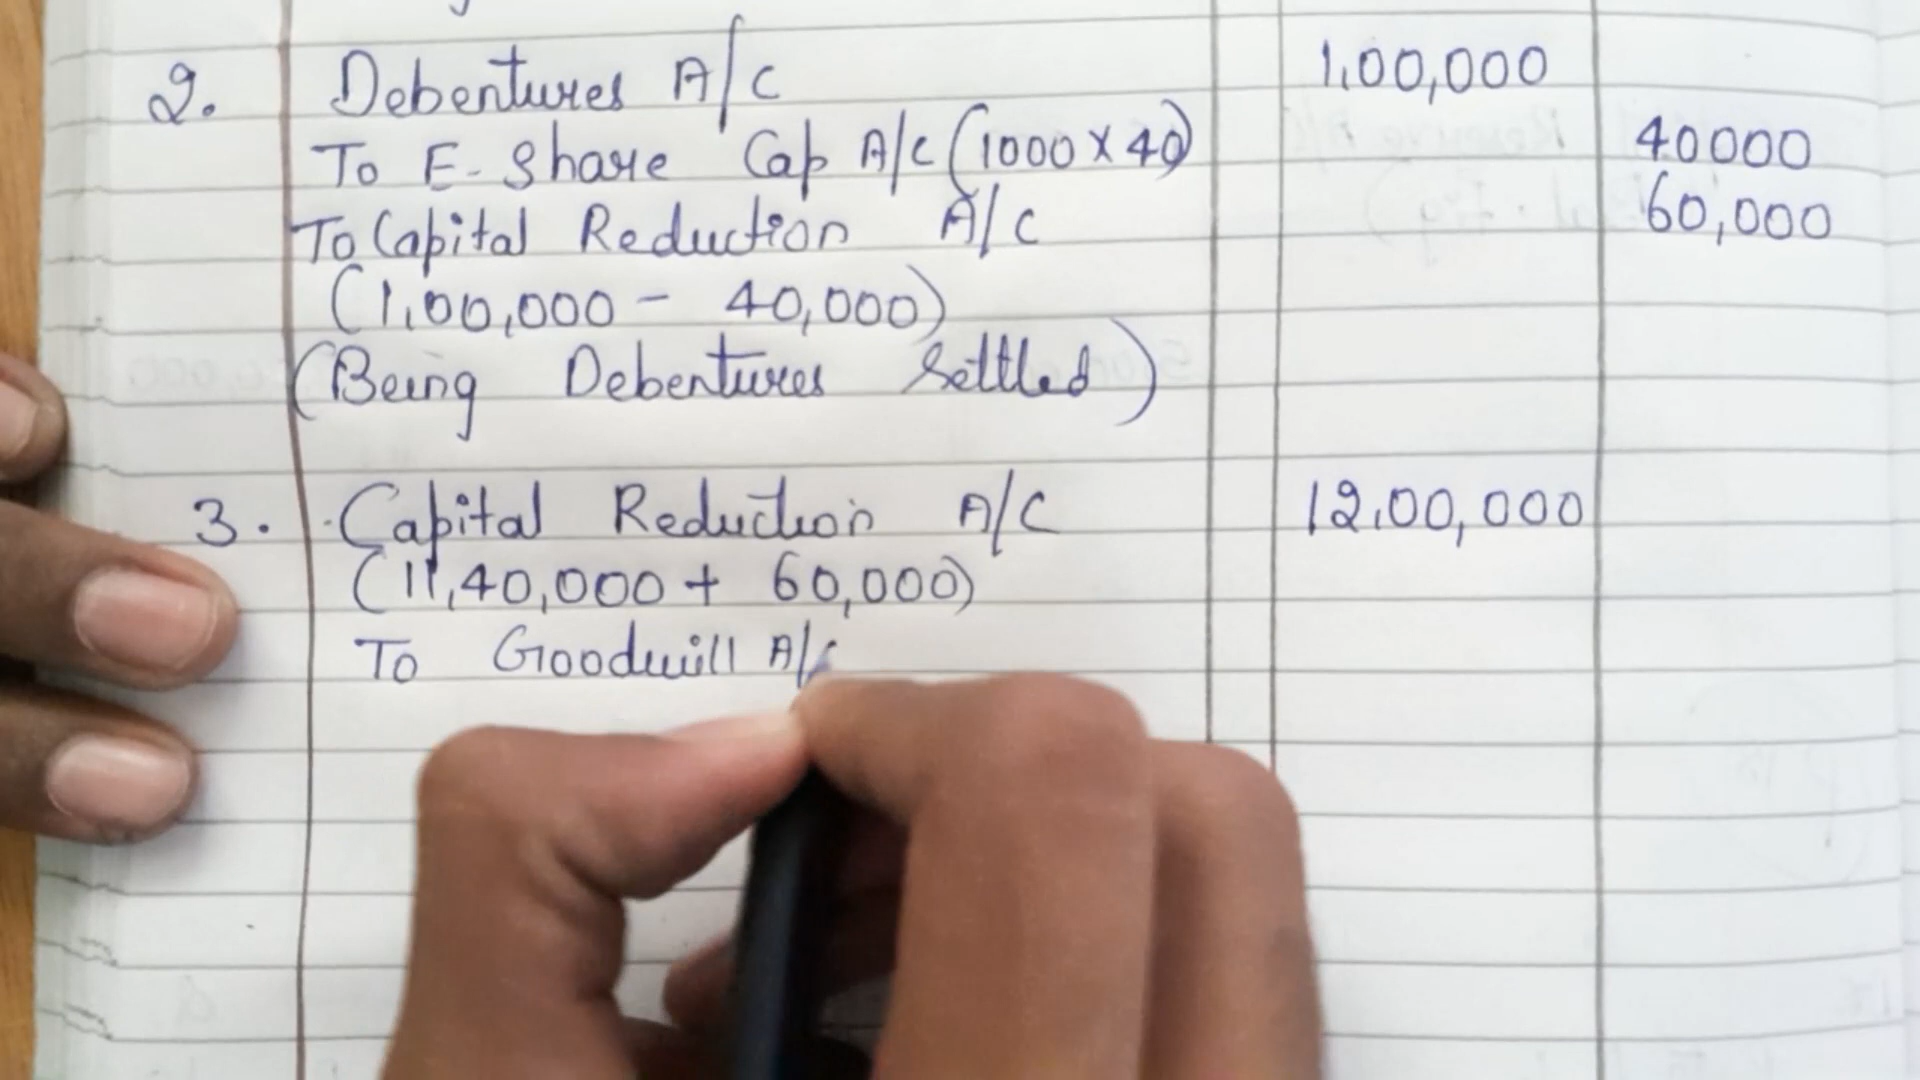 2. Debentures A/C 1,00,000
To E-Share Cap A/C (1000 x 40) 40000
To Capital Reduction A/C 60,000
(1,00,000 - 40,000)
(Being Debentures Settled)
3. Capital Reduction A/C 12,00,000
(11,40,000 + 60,000)
To Goodwill A/C